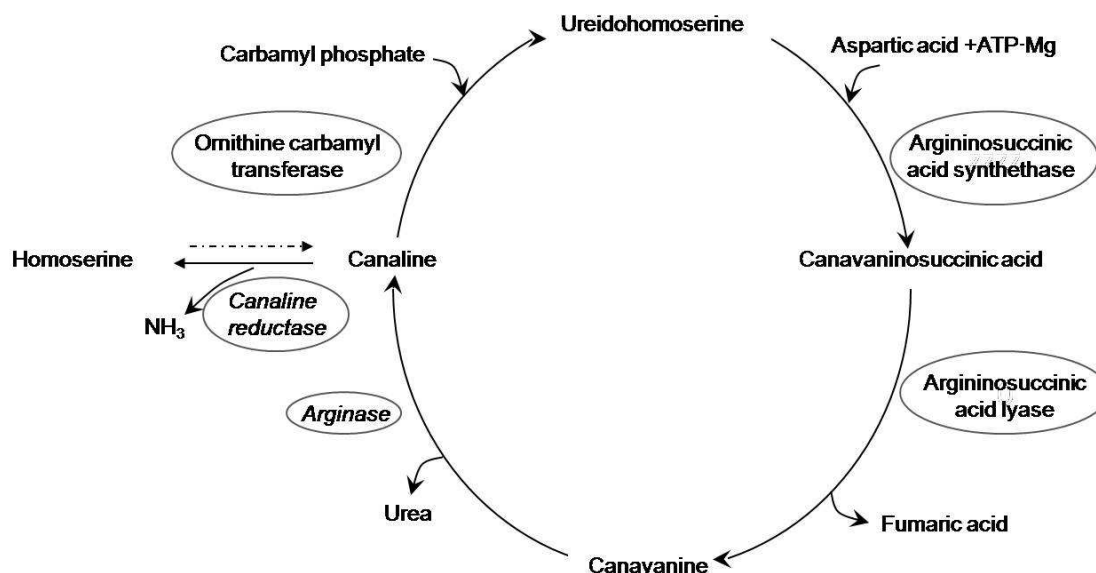 Ureidohomoserine
Carbamyl phosphate
Aspartic acid +ATP-Mg
Ornithine carbamyl
transferase
Argininosuccinic
acid synthethase
Homoserine
Canaline
Canavaninosuccinic acid
NH₃
Canaline
reductase
Arginase
Argininosuccinic
acid lyase
Urea
Fumaric acid
Canavanine